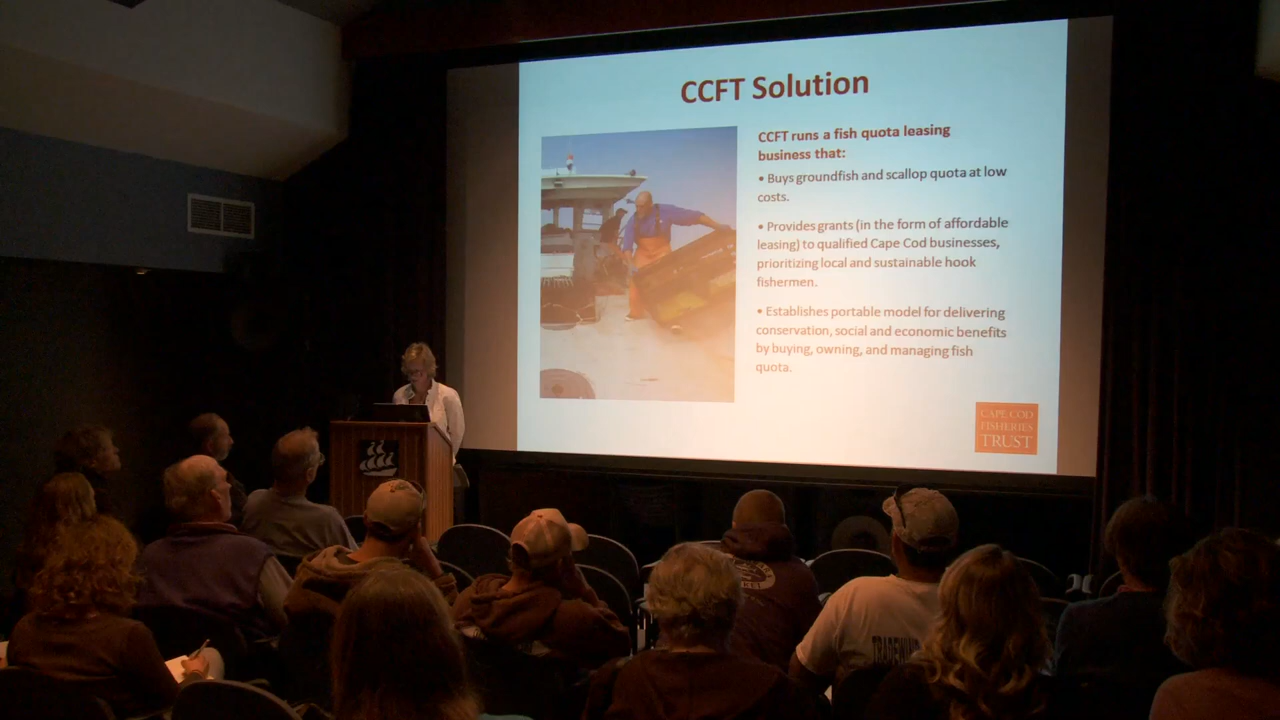 CCFT Solution
CCFT runs a fish quota leasing
business that:
• Buys groundfish and scallop quota at low
costs.
• Provides grants (in the form of affordable
leasing) to qualified Cape Cod businesses,
prioritizing local and sustainable hook
fishermen.
• Establishes portable model for delivering
conservation, social and economic benefits
by buying, owning, and managing fish
quota.
CAPE COD
FISHERIES
TRUST